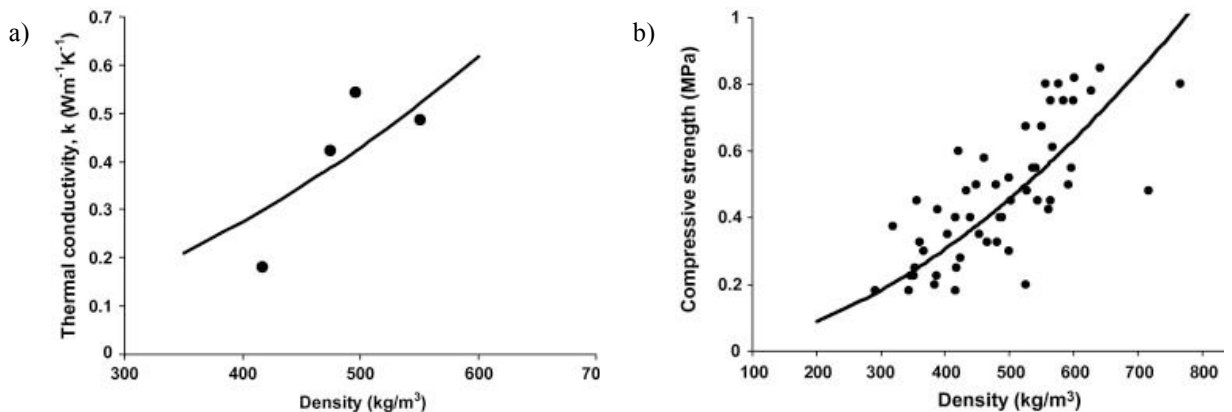 a)
Thermal conductivity, k (Wm⁻¹K⁻¹)
0.7
0.6
0.5
0.4
0.3
0.2
0.1
0
300 400 500 600 70
Density (kg/m³)
b)
Compressive strength (MPa)
1
0.8
0.6
0.4
0.2
0
100 200 300 400 500 600 700 800
Density (kg/m³)